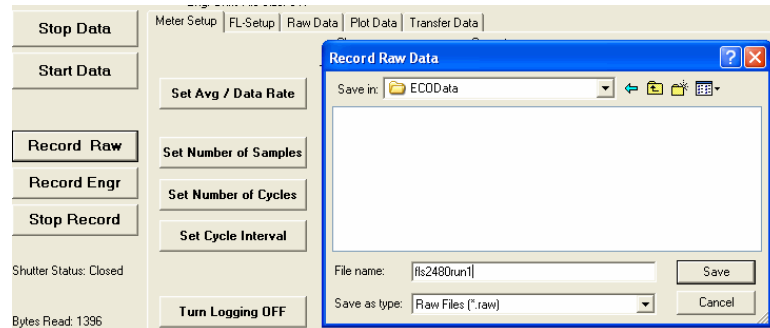 Stop Data
Start Data
Record Raw
Record Engr
Stop Record
Shutter Status: Closed
Bytes Read: 1396
Meter Setup FL-Setup Raw Data Plot Data Transfer Data
Set Avg / Data Rate
Set Number of Samples
Set Number of Cycles
Set Cycle Interval
Turn Logging OFF
Record Raw Data
Save in: ECOData
File name: fls2480run1
Save
Save as type: Raw Files (*.raw)
Cancel